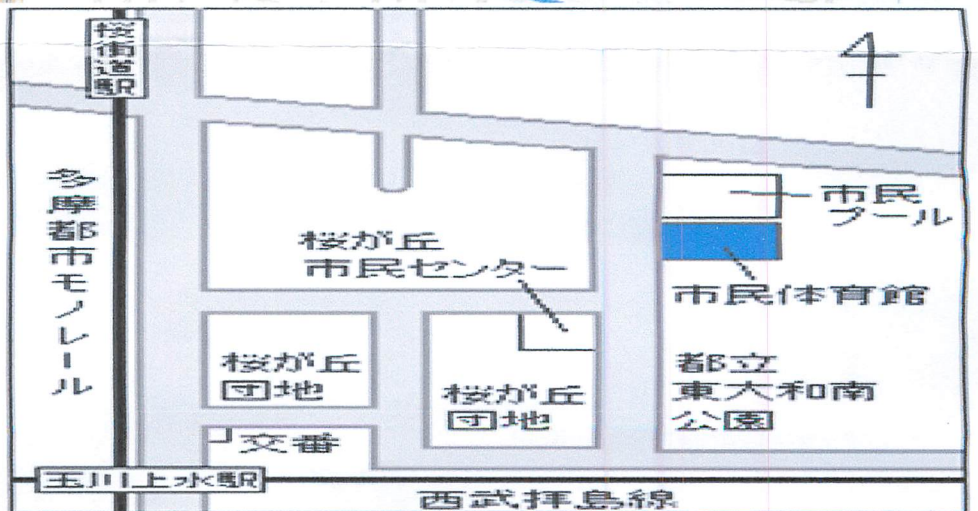 桜街道駅
多摩都市モノレール
市民
プール
桜が丘
市民センター
市民体育館
桜が丘
団地
桜が丘
団地
都立
東大和南
公園
交番
玉川上水駅
西武拝島線